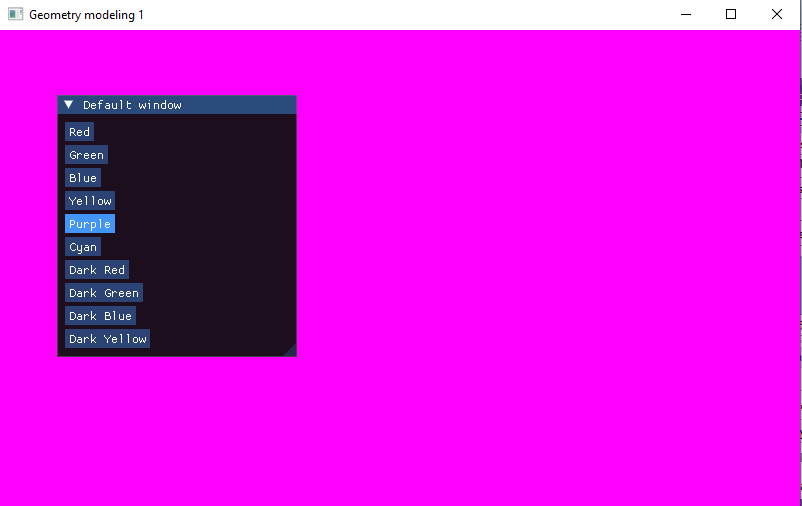 Geometry modeling 1
Default window
Red
Green
Blue
Yellow
Purple
Cyan
Dark Red
Dark Green
Dark Blue
Dark Yellow